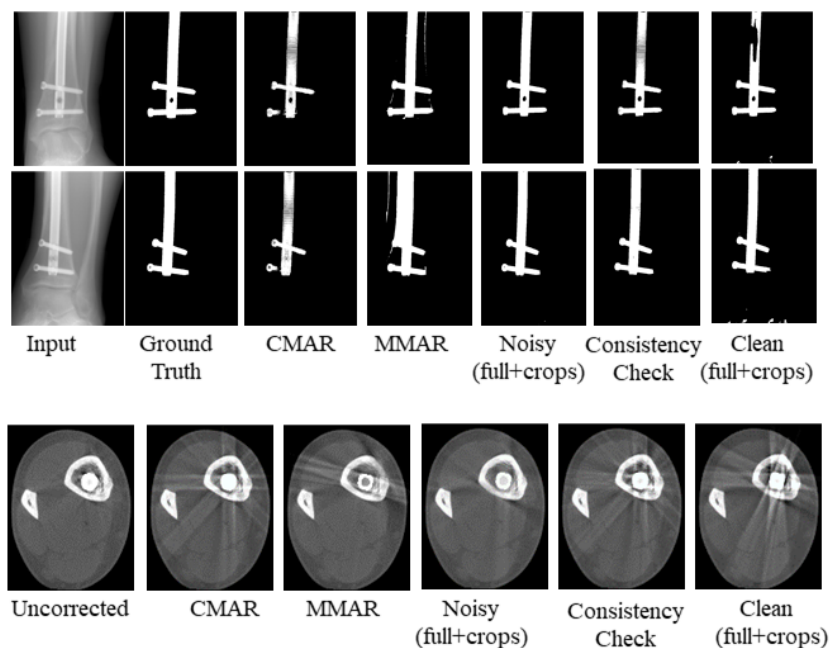 Input Ground Truth CMAR MMAR Noisy (full+crops) Consistency Check Clean (full+crops)
Uncorrected CMAR MMAR Noisy (full+crops) Consistency Check Clean (full+crops)